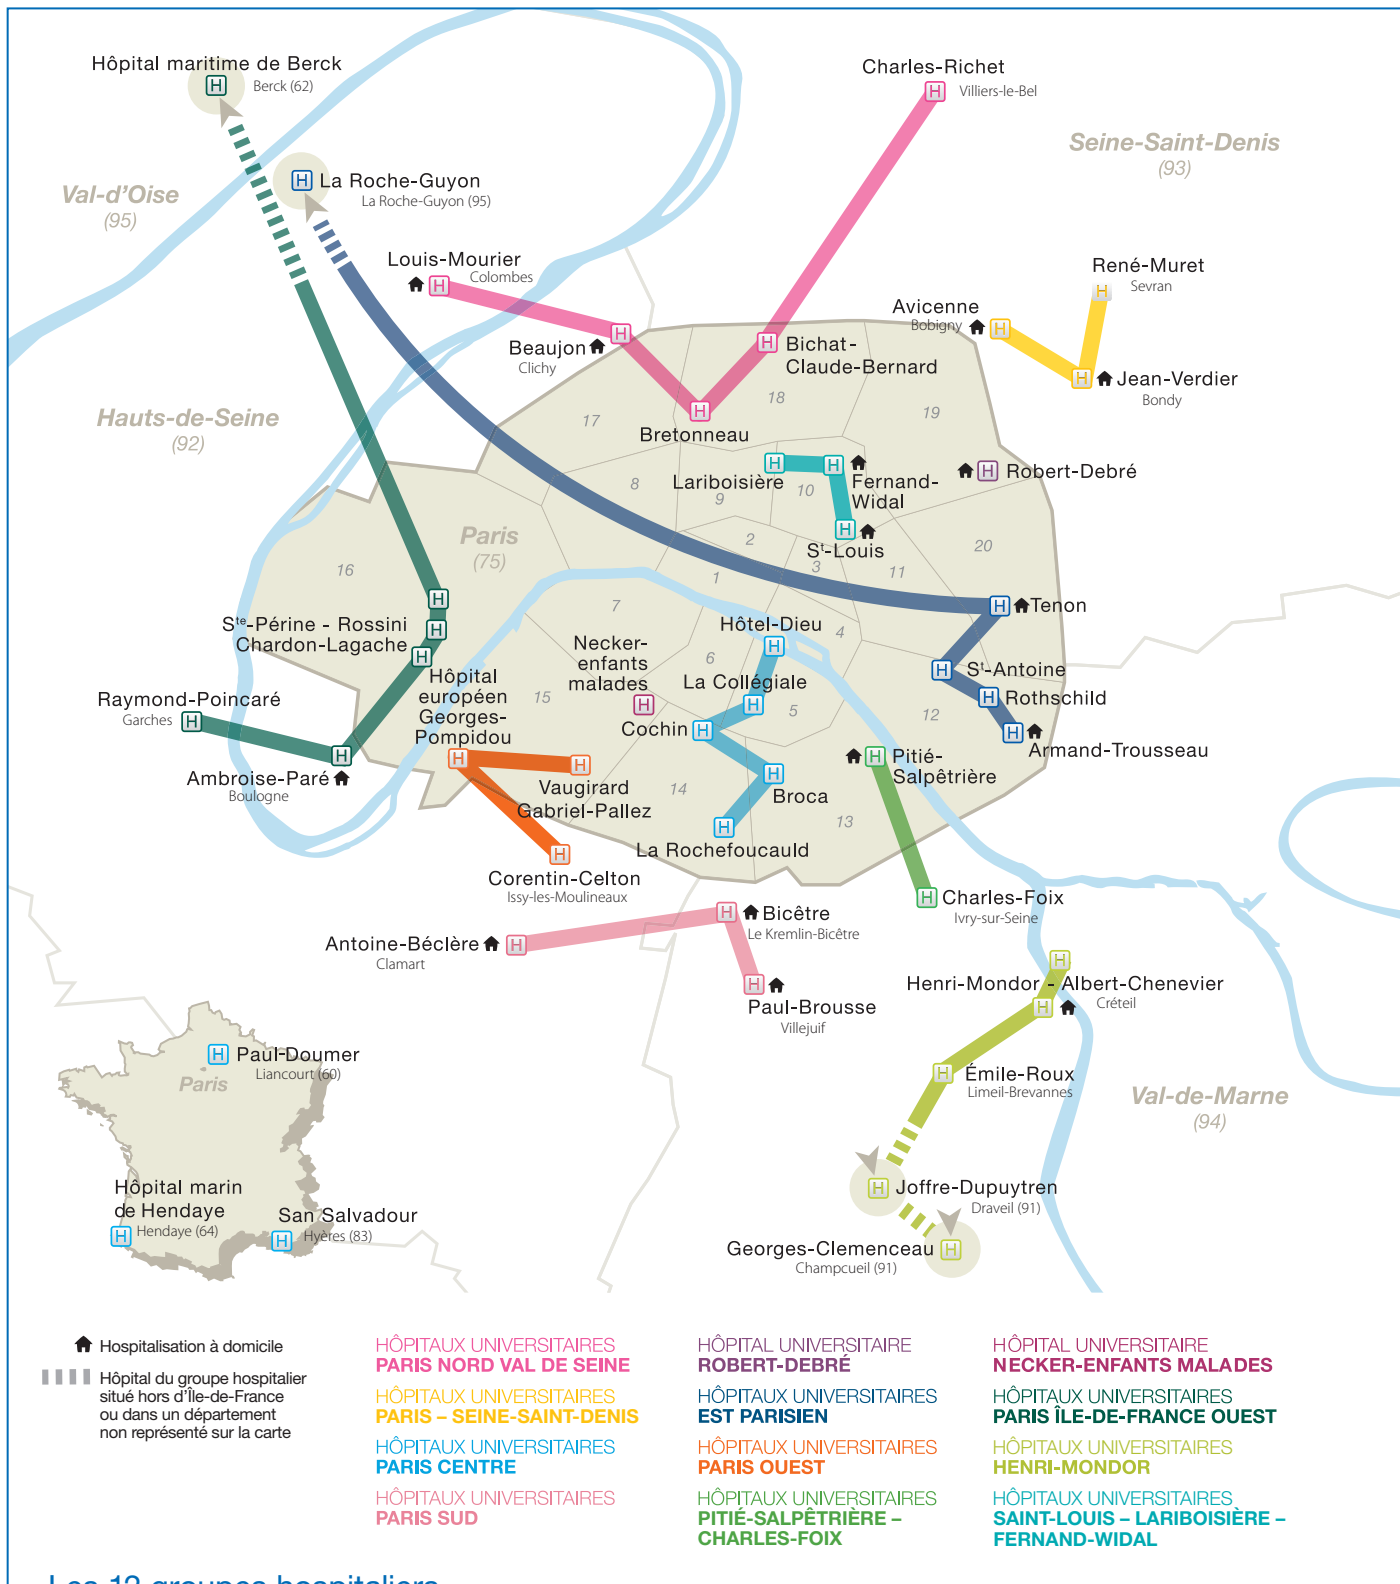 Hôpital maritime de Berck
Berck (62)
Charles-Richet
Villiers-le-Bel
Seine-Saint-Denis
(93)
Val-d'Oise
(95)
La Roche-Guyon
La Roche-Guyon (95)
Louis-Mourier
Colombes
René-Muret
Sevran
Avicenne
Bobigny
Beaujon
Clichy
Bichat-
Claude-Bernard
Jean-Verdier
Bondy
Hauts-de-Seine
(92)
17
18
19
Bretonneau
Lariboisière
Fernand-
Widal
Robert-Debré
8
9
10
St-Louis
Paris
(75)
16
2
3
11
20
1
7
Tenon
Ste-Périne - Rossini
Chardon-Lagache
Hôtel-Dieu
4
Necker-
enfants
malades
6
St-Antoine
Hôpital
européen
Georges-
Pompidou
La Collégiale
Rothschild
Raymond-Poincaré
Garches
15
Cochin
5
12
Armand-Trousseau
Ambroise-Paré
Boulogne
Pitié-
Salpêtrière
Vaugirard
Gabriel-Pallez
14
Broca
13
La Rochefoucauld
Corentin-Celton
Issy-les-Moulineaux
Charles-Foix
Ivry-sur-Seine
Bicêtre
Le Kremlin-Bicêtre
Antoine-Béclère
Clamart
Henri-Mondor - Albert-Chenevier
Créteil
Paul-Brousse
Villejuif
Paul-Doumer
Liancourt (60)
Paris
Émile-Roux
Limeil-Brevannes
Val-de-Marne
(94)
Hôpital marin
de Hendaye
Hendaye (64)
San Salvadour
Hyères (83)
Joffre-Dupuytren
Draveil (91)
Georges-Clemenceau
Champcueil (91)
Hospitalisation à domicile
Hôpital du groupe hospitalier
situé hors d'Île-de-France
ou dans un département
non représenté sur la carte
HÔPITAUX UNIVERSITAIRES
PARIS NORD VAL DE SEINE
HÔPITAUX UNIVERSITAIRES
PARIS – SEINE-SAINT-DENIS
HÔPITAUX UNIVERSITAIRES
PARIS CENTRE
HÔPITAUX UNIVERSITAIRES
PARIS SUD
HÔPITAL UNIVERSITAIRE
ROBERT-DEBRÉ
HÔPITAUX UNIVERSITAIRES
EST PARISIEN
HÔPITAUX UNIVERSITAIRES
PARIS OUEST
HÔPITAUX UNIVERSITAIRES
PITIÉ-SALPÊTRIÈRE –
CHARLES-FOIX
HÔPITAL UNIVERSITAIRE
NECKER-ENFANTS MALADES
HÔPITAUX UNIVERSITAIRES
PARIS ÎLE-DE-FRANCE OUEST
HÔPITAUX UNIVERSITAIRES
HENRI-MONDOR
HÔPITAUX UNIVERSITAIRES
SAINT-LOUIS – LARIBOISIÈRE –
FERNAND-WIDAL
Les 12 groupes hospitaliers